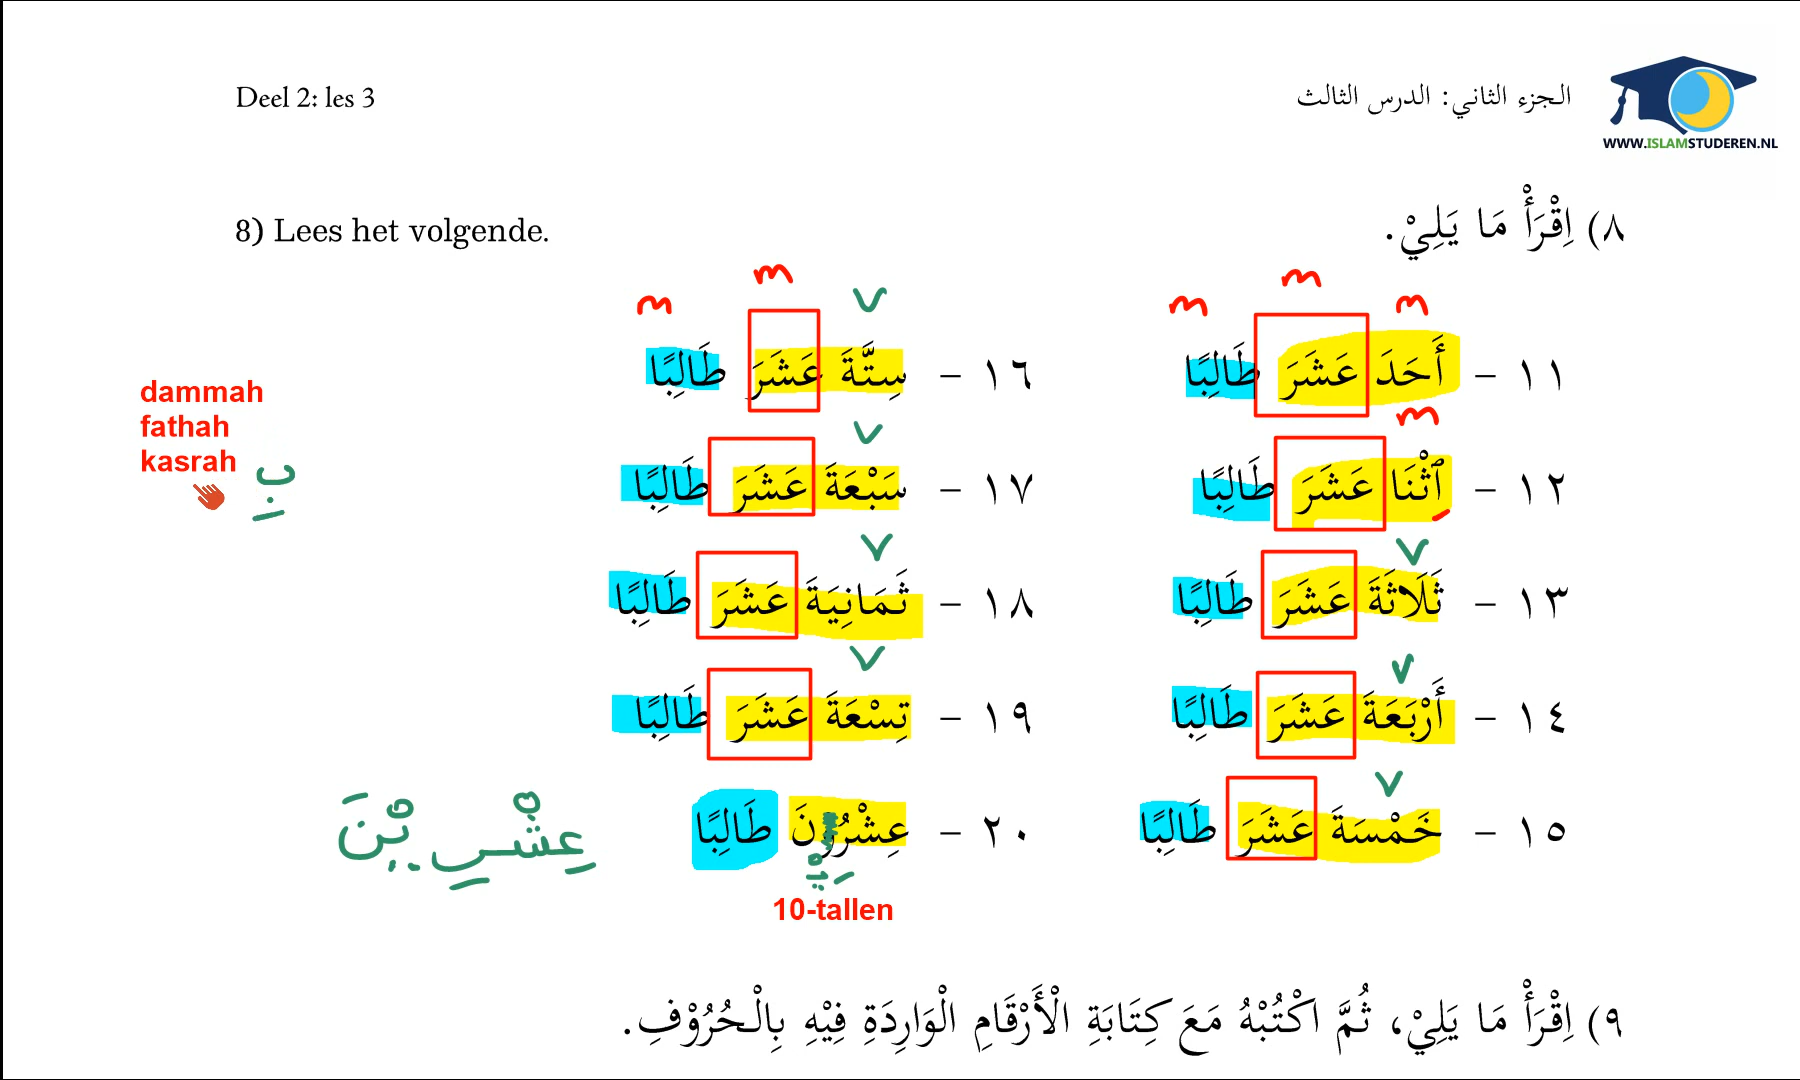 Deel 2: les 3
الجزء الثاني: الدرس الثالث
WWW.ISLAMSTUDEREN.NL
8) Lees het volgende.
٨) اِقْرَأْ مَا يَلِيْ.
m m m
m m v
١١ - أَحَدَ عَشَرَ طَالِبًا
١٦ - سِتَّةَ عَشَرَ طَالِبًا
dammah
fathah
kasrah
بِ
m
v
١٢ - ٱثْنَا عَشَرَ طَالِبًا
١٧ - سَبْعَةَ عَشَرَ طَالِبًا
v
v
١٣ - ثَلَاثَةَ عَشَرَ طَالِبًا
١٨ - ثَمَانِيَةَ عَشَرَ طَالِبًا
v
v
١٤ - أَرْبَعَةَ عَشَرَ طَالِبًا
١٩ - تِسْعَةَ عَشَرَ طَالِبًا
v
١٥ - خَمْسَةَ عَشَرَ طَالِبًا
٢٠ - عِشْرُوْنَ طَالِبًا
عِشْرِيْنَ
10-tallen
٩) اِقْرَأْ مَا يَلِيْ، ثُمَّ اكْتُبْهُ مَعَ كِتَابَةِ الْأَرْقَامِ الْوَارِدَةِ فِيْهِ بِالْحُرُوْفِ.